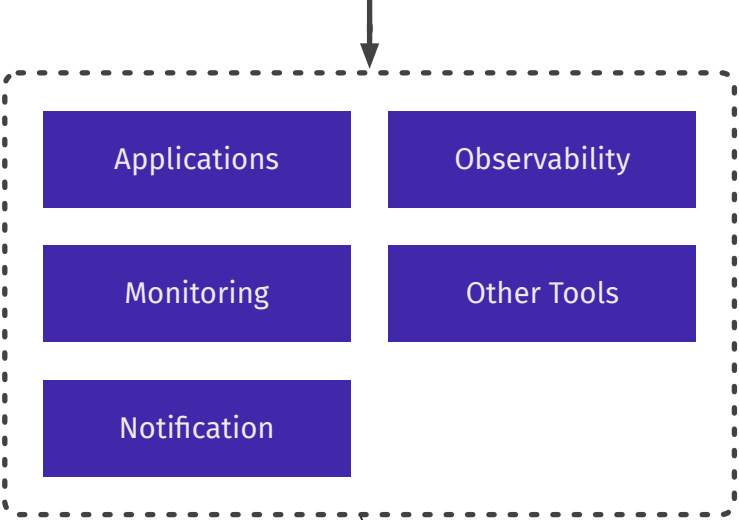 Applications
Observability
Monitoring
Other Tools
Notification